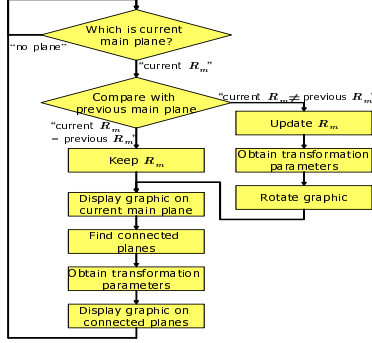 Which is current
main plane?
“no plane”
“current Rm”
Compare with
previous main plane
“current Rm ≠ previous Rm”
“current Rm
= previous Rm”
Update Rm
Keep Rm
Obtain transformation
parameters
Rotate graphic
Display graphic on
current main plane
Find connected
planes
Obtain transformation
parameters
Display graphic on
connected planes